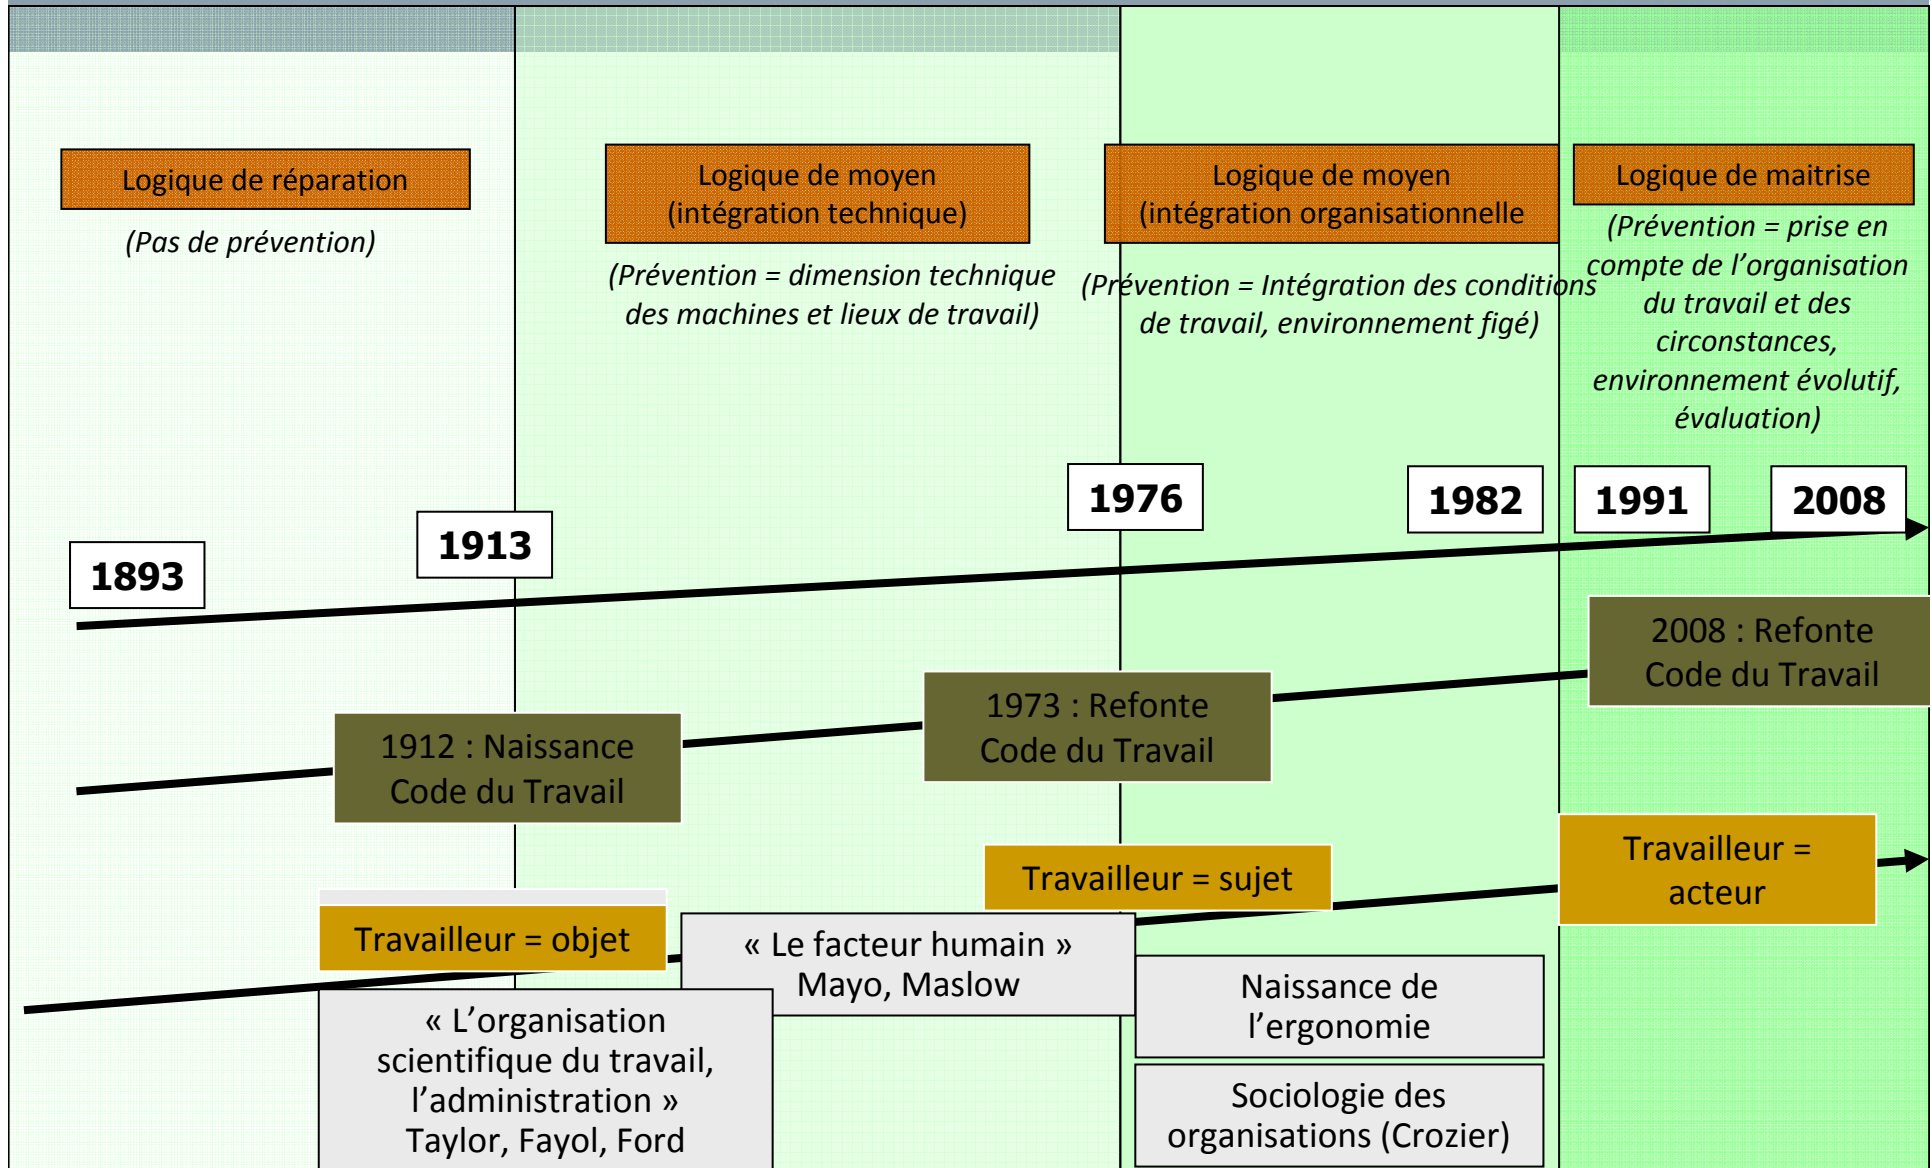 Logique de réparation
(Pas de prévention)
Logique de moyen
(intégration technique)
(Prévention = dimension technique
des machines et lieux de travail)
Logique de moyen
(intégration organisationnelle
(Prévention = Intégration des conditions
de travail, environnement figé)
Logique de maitrise
(Prévention = prise en
compte de l’organisation
du travail et des
circonstances,
environnement évolutif,
évaluation)
1893
1913
1976
1982
1991
2008
1912 : Naissance
Code du Travail
1973 : Refonte
Code du Travail
2008 : Refonte
Code du Travail
Travailleur = objet
Travailleur = sujet
Travailleur =
acteur
« L’organisation
scientifique du travail,
l’administration »
Taylor, Fayol, Ford
« Le facteur humain »
Mayo, Maslow
Naissance de
l’ergonomie
Sociologie des
organisations (Crozier)